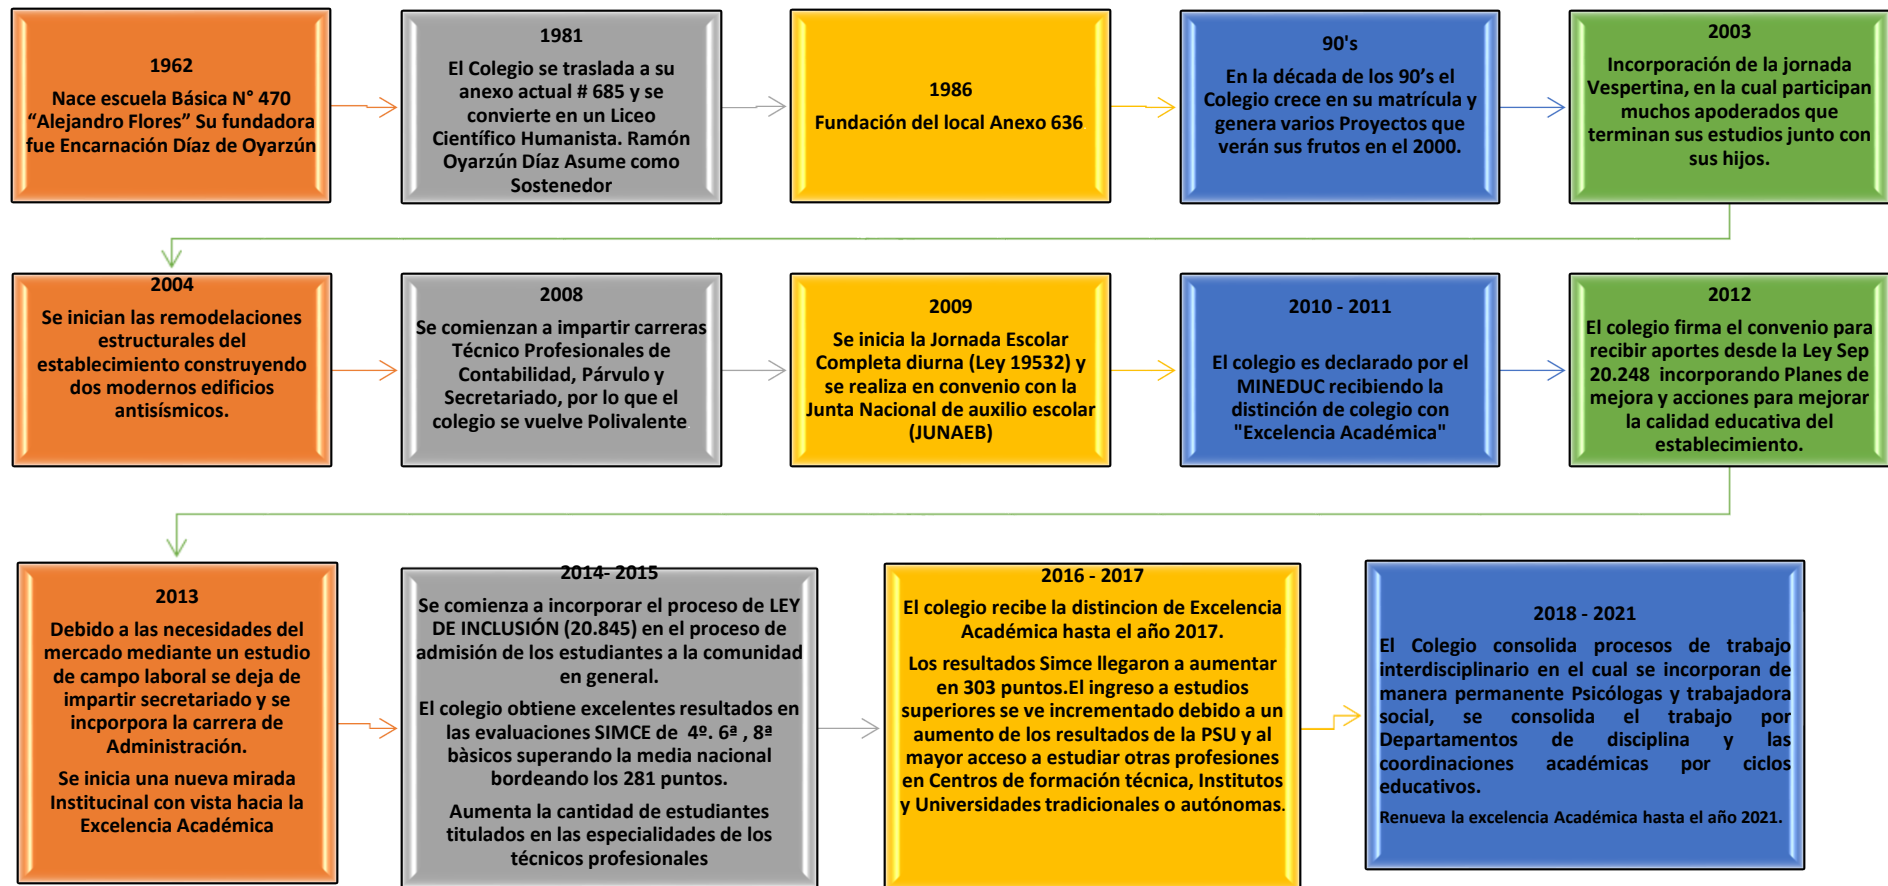 1962
Nace escuela Básica N° 470
“Alejandro Flores” Su fundadora
fue Encarnación Díaz de Oyarzún
1981
El Colegio se traslada a su
anexo actual # 685 y se
convierte en un Liceo
Científico Humanista. Ramón
Oyarzún Díaz Asume como
Sostenedor
1986
Fundación del local Anexo 636.
90's
En la década de los 90’s el
Colegio crece en su matrícula y
genera varios Proyectos que
verán sus frutos en el 2000.
2003
Incorporación de la jornada
Vespertina, en la cual participan
muchos apoderados que
terminan sus estudios junto con
sus hijos.
2004
Se inician las remodelaciones
estructurales del
establecimiento construyendo
dos modernos edificios
antisísmicos.
2008
Se comienzan a impartir carreras
Técnico Profesionales de
Contabilidad, Párvulo y
Secretariado, por lo que el
colegio se vuelve Polivalente.
2009
Se inicia la Jornada Escolar
Completa diurna (Ley 19532) y
se realiza en convenio con la
Junta Nacional de auxilio escolar
(JUNAEB)
2010 - 2011
El colegio es declarado por el
MINEDUC recibiendo la
distinción de colegio con
"Excelencia Académica"
2012
El colegio firma el convenio para
recibir aportes desde la Ley Sep
20.248 incorporando Planes de
mejora y acciones para mejorar
la calidad educativa del
establecimiento.
2013
Debido a las necesidades del
mercado mediante un estudio
de campo laboral se deja de
impartir secretariado y se
incporpora la carrera de
Administración.
Se inicia una nueva mirada
Institucinal con vista hacia la
Excelencia Académica
2014- 2015
Se comienza a incorporar el proceso de LEY
DE INCLUSIÓN (20.845) en el proceso de
admisión de los estudiantes a la comunidad
en general.
El colegio obtiene excelentes resultados en
las evaluaciones SIMCE de 4º. 6ª , 8ª
bàsicos superando la media nacional
bordeando los 281 puntos.
Aumenta la cantidad de estudiantes
titulados en las especialidades de los
técnicos profesionales
2016 - 2017
El colegio recibe la distincion de Excelencia
Académica hasta el año 2017.
Los resultados Simce llegaron a aumentar
en 303 puntos.El ingreso a estudios
superiores se ve incrementado debido a un
aumento de los resultados de la PSU y al
mayor acceso a estudiar otras profesiones
en Centros de formación técnica, Institutos
y Universidades tradicionales o autónomas.
2018 - 2021
El Colegio consolida procesos de trabajo
interdisciplinario en el cual se incorporan de
manera permanente Psicólogas y trabajadora
social, se consolida el trabajo por
Departamentos de disciplina y las
coordinaciones académicas por ciclos
educativos.
Renueva la excelencia Académica hasta el año 2021.